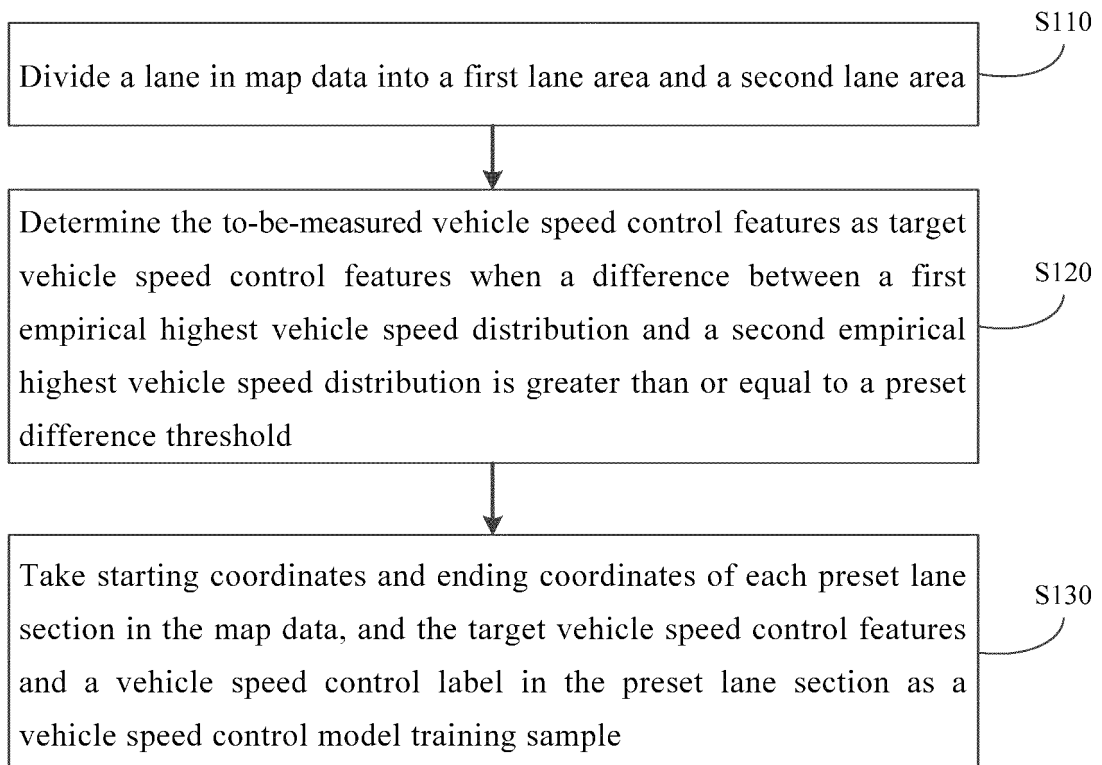 S110
Divide a lane in map data into a first lane area and a second lane area
Determine the to-be-measured vehicle speed control features as target
vehicle speed control features when a difference between a first
empirical highest vehicle speed distribution and a second empirical
highest vehicle speed distribution is greater than or equal to a preset
difference threshold
S120
Take starting coordinates and ending coordinates of each preset lane
section in the map data, and the target vehicle speed control features
and a vehicle speed control label in the preset lane section as a
vehicle speed control model training sample
S130